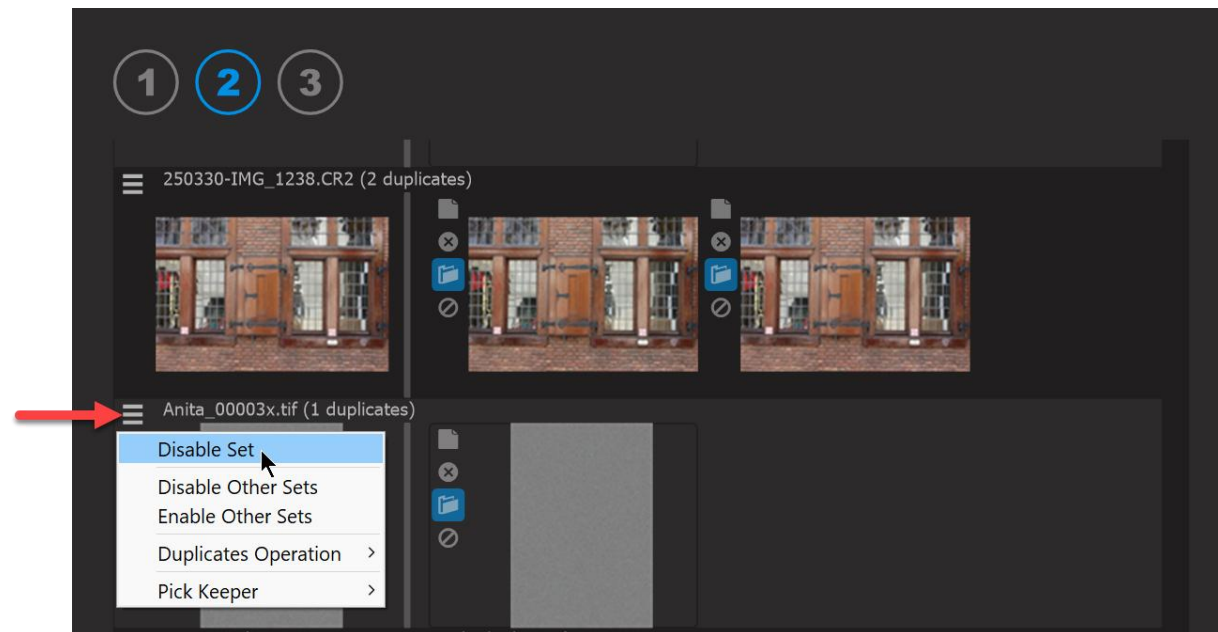 1 2 3
250330-IMG_1238.CR2 (2 duplicates)
Anita_00003x.tif (1 duplicates)
Disable Set
Disable Other Sets
Enable Other Sets
Duplicates Operation
Pick Keeper